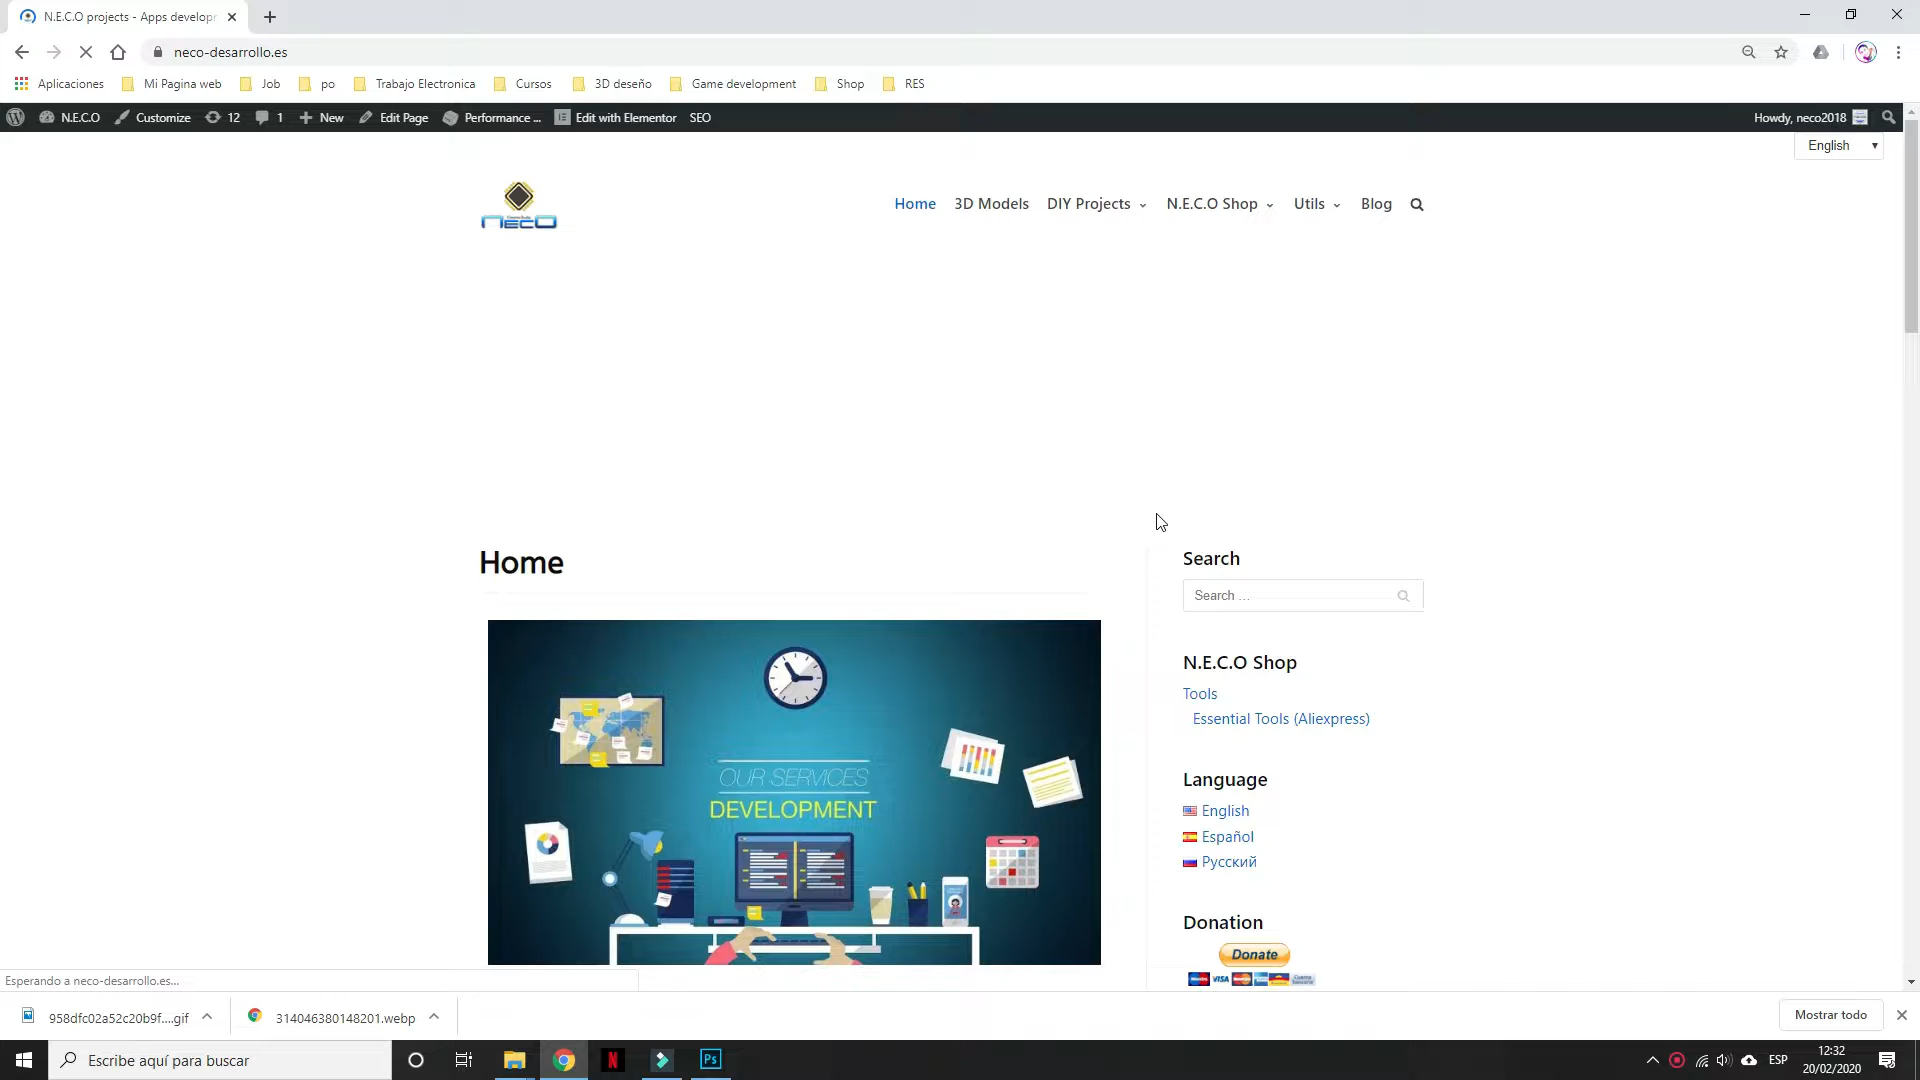 N.E.C.O projects - Apps develop
neco-desarrollo.es
Aplicaciones Mi Pagina web Job po Trabajo Electronica Cursos 3D deseño Game development Shop RES
N.E.C.O Customize 12 1 New Edit Page Performance ... Edit with Elementor SEO Howdy, neco2018
English
neco
Home 3D Models DIY Projects N.E.C.O Shop Utils Blog
Home
OUR SERVICES
DEVELOPMENT
Search
Search …
N.E.C.O Shop
Tools
Essential Tools (Aliexpress)
Language
English
Español
Русский
Donation
Donate
VISA
Esperando a neco-desarrollo.es...
958dfc02a52c20b9f....gif 314046380148201.webp Mostrar todo
Escribe aquí para buscar
N
Ps
ESP
12:32
20/02/2020